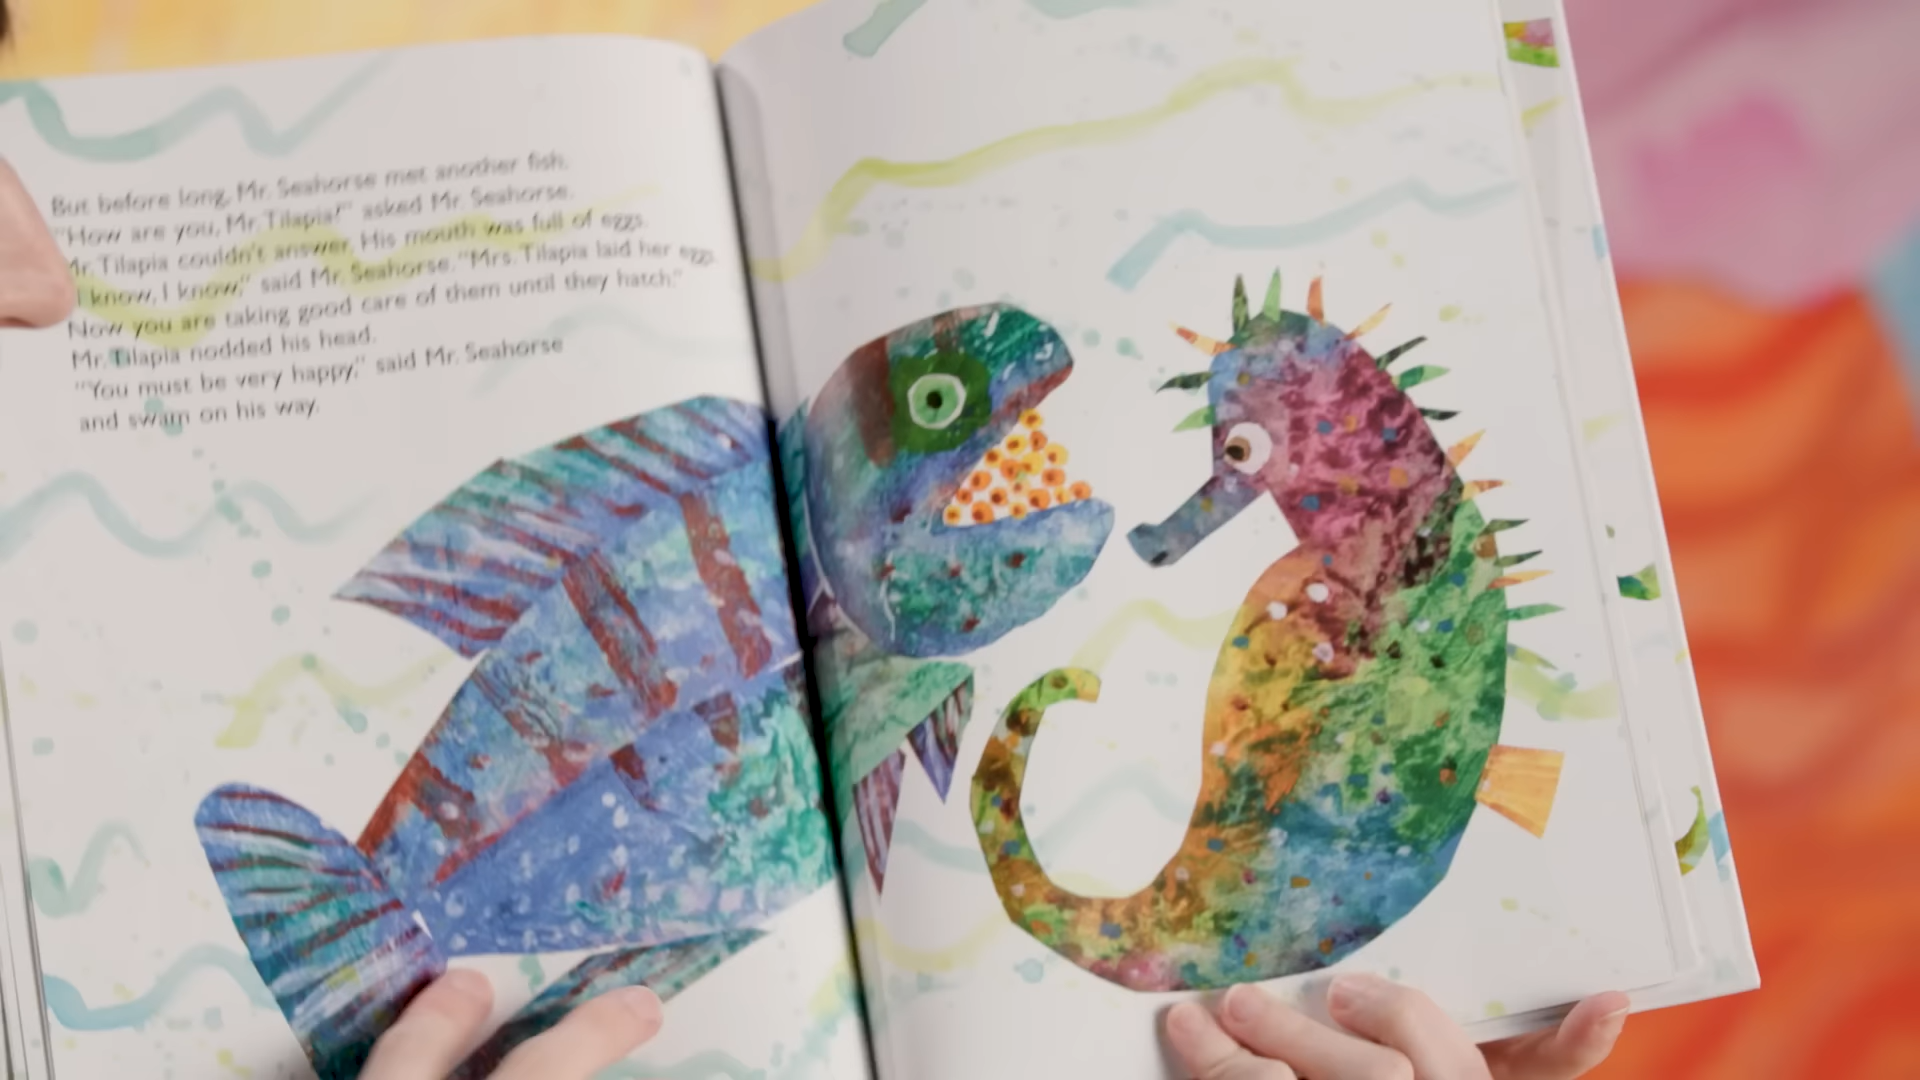 But before long, Mr. Seahorse met another fish.
"How are you, Mr. Tilapia?" asked Mr. Seahorse.
Mr. Tilapia couldn't answer. His mouth was full of eggs.
"I know, I know," said Mr. Seahorse. "Mrs. Tilapia laid her eggs.
Now you are taking good care of them until they hatch."
Mr. Tilapia nodded his head.
"You must be very happy," said Mr. Seahorse
and swam on his way.